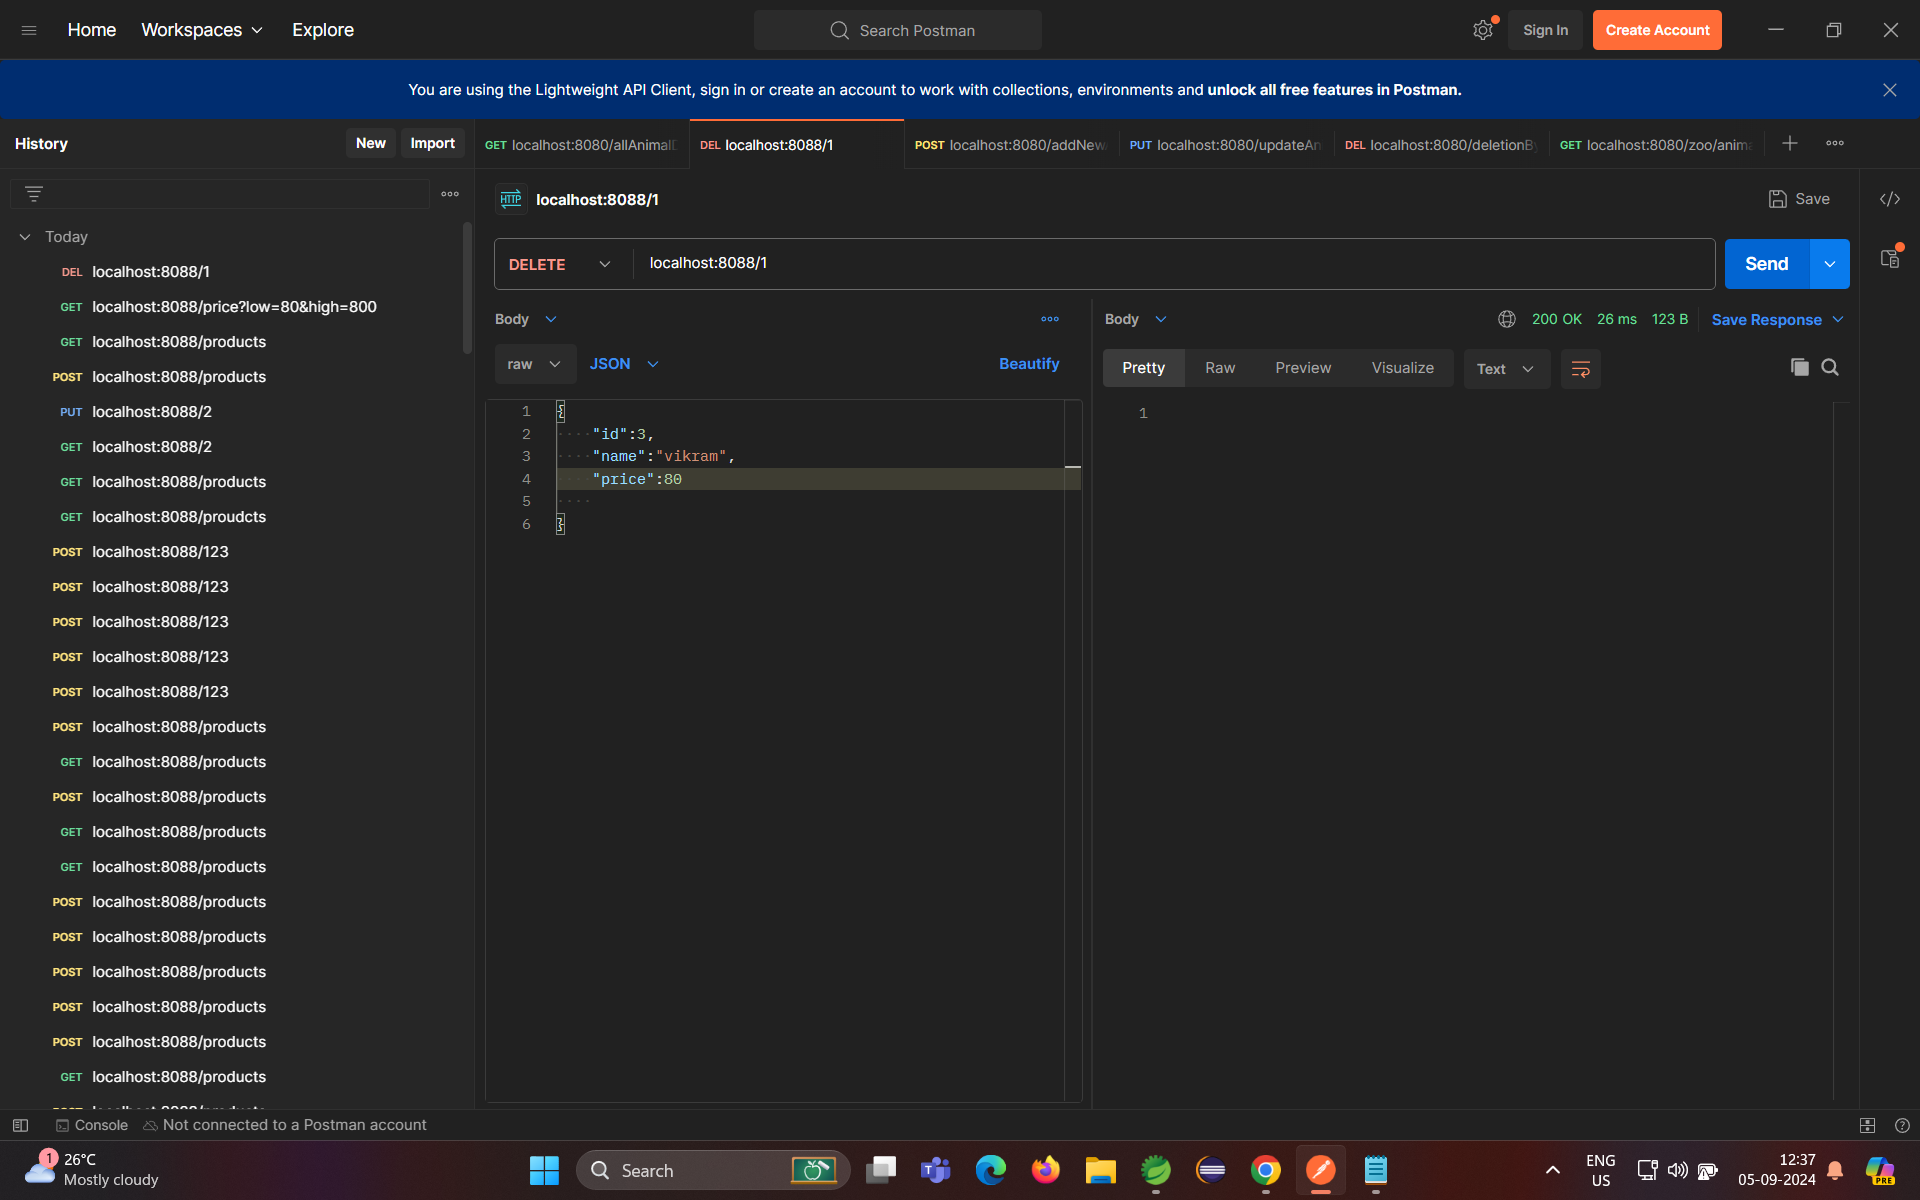 Home Workspaces Explore Search Postman Sign In Create Account
You are using the Lightweight API Client, sign in or create an account to work with collections, environments and unlock all free features in Postman.
History New Import
GET localhost:8080/allAnimal DEL localhost:8088/1 POST localhost:8080/addNew PUT localhost:8080/updateAn DEL localhost:8080/deletionB GET localhost:8080/zoo/anima
HTTP localhost:8088/1 Save
DELETE localhost:8088/1 Send
Today
DEL localhost:8088/1
GET localhost:8088/price?low=80&high=800
GET localhost:8088/products
POST localhost:8088/products
PUT localhost:8088/2
GET localhost:8088/2
GET localhost:8088/products
GET localhost:8088/proudcts
POST localhost:8088/123
POST localhost:8088/123
POST localhost:8088/123
POST localhost:8088/123
POST localhost:8088/123
POST localhost:8088/products
GET localhost:8088/products
POST localhost:8088/products
GET localhost:8088/products
GET localhost:8088/products
POST localhost:8088/products
POST localhost:8088/products
POST localhost:8088/products
POST localhost:8088/products
POST localhost:8088/products
GET localhost:8088/products
Body
raw JSON Beautify
1 {
2 "id":3,
3 "name":"vikram",
4 "price":80
5
6 }
Body 200 OK 26 ms 123 B Save Response
Pretty Raw Preview Visualize Text
1
Console Not connected to a Postman account
1 26°C
Mostly cloudy
Search
ENG
US
12:37
05-09-2024
PRE